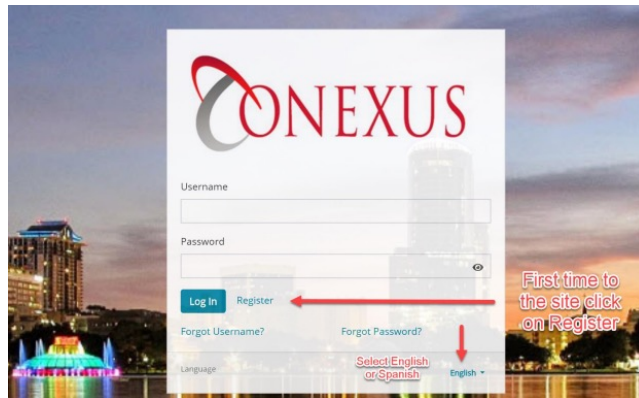 CONEXUS
Username
Password
Log In Register
First time to
the site click
on Register
Forgot Username? Forgot Password?
Select English
or Spanish
Language English